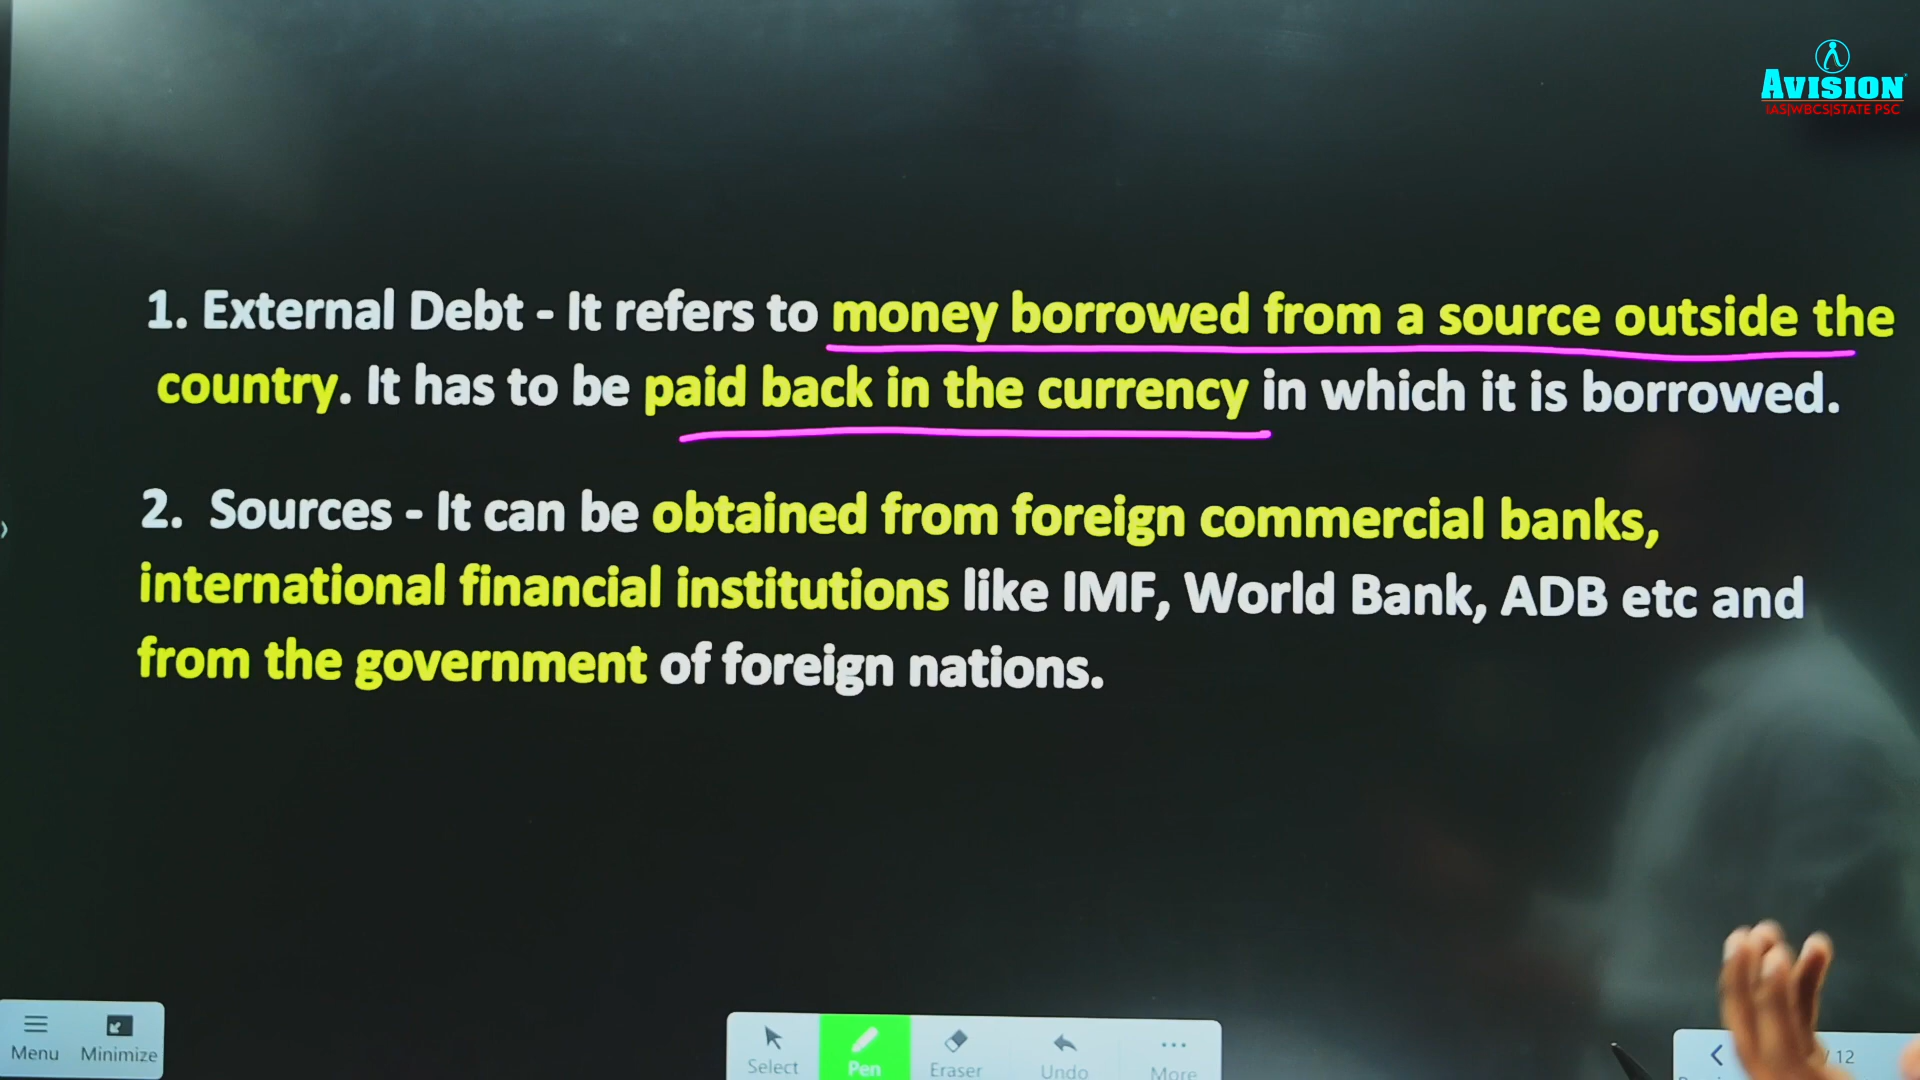 AVISION
IAS|WBCS|STATE PSC
1. External Debt - It refers to money borrowed from a source outside the
country. It has to be paid back in the currency in which it is borrowed.
2. Sources - It can be obtained from foreign commercial banks,
international financial institutions like IMF, World Bank, ADB etc and
from the government of foreign nations.
Menu Minimize
Select Pen Eraser Undo More
/ 12